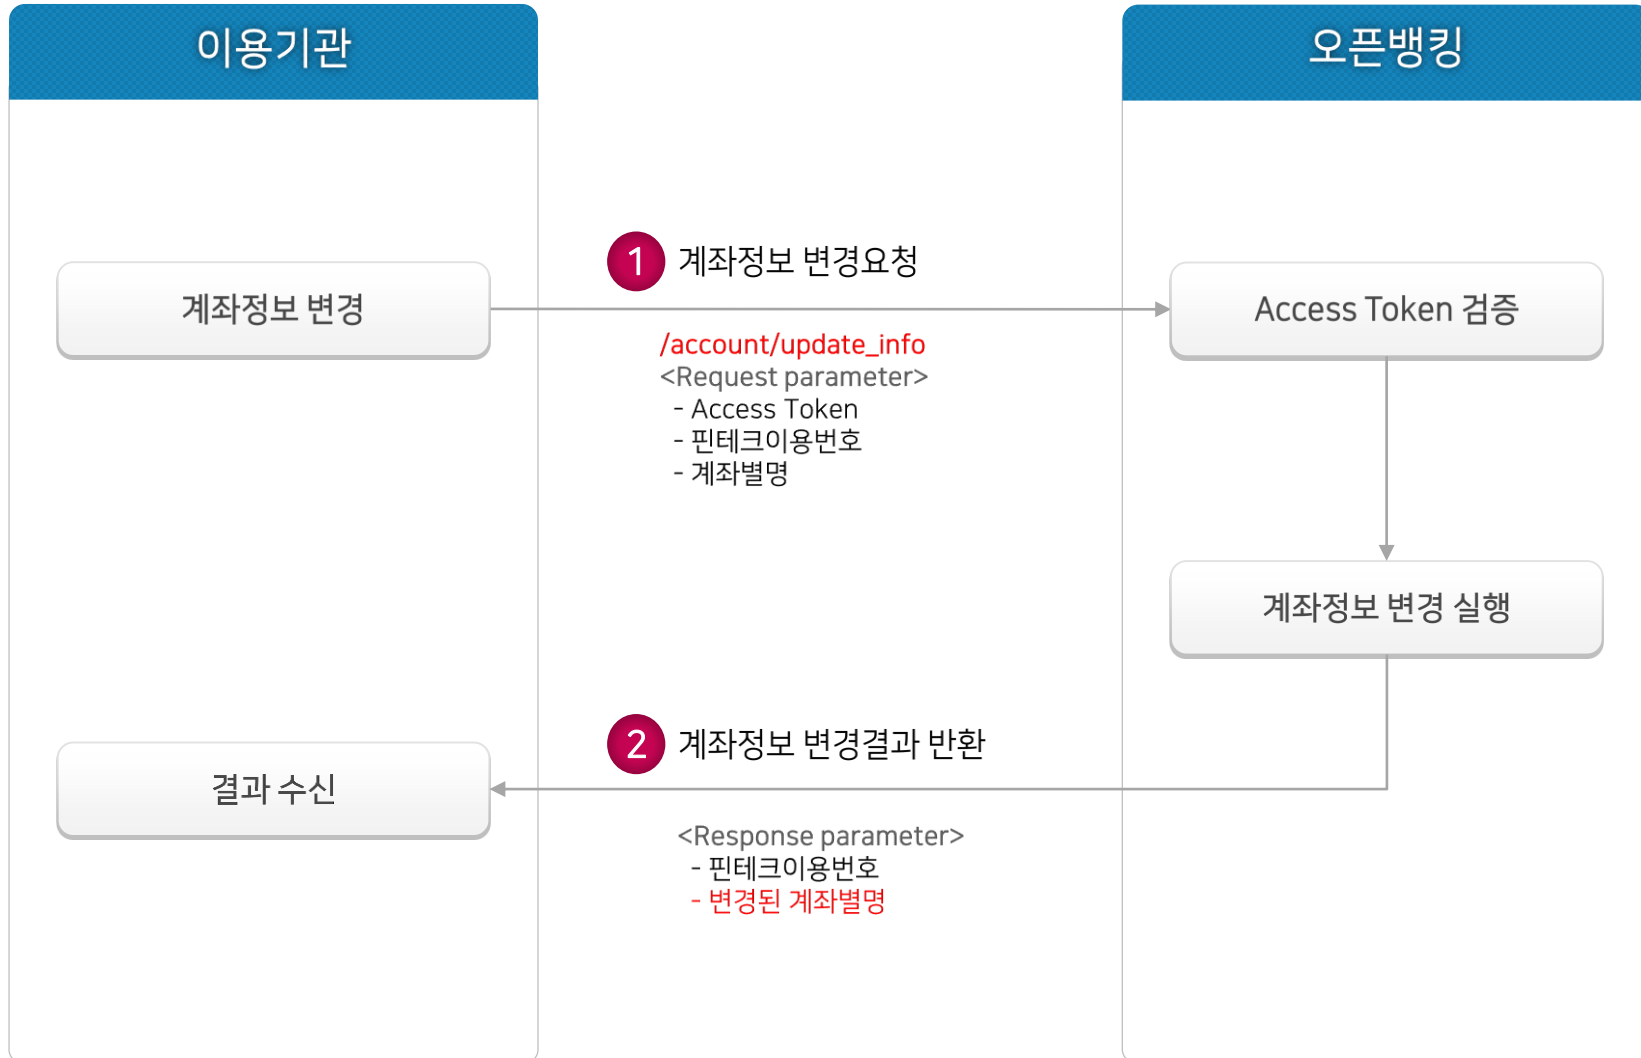 이용기관
오픈뱅킹
1 계좌정보 변경요청
계좌정보 변경
Access Token 검증
/account/update_info
<Request parameter>
- Access Token
- 핀테크이용번호
- 계좌별명
계좌정보 변경 실행
2 계좌정보 변경결과 반환
결과 수신
<Response parameter>
- 핀테크이용번호
- 변경된 계좌별명